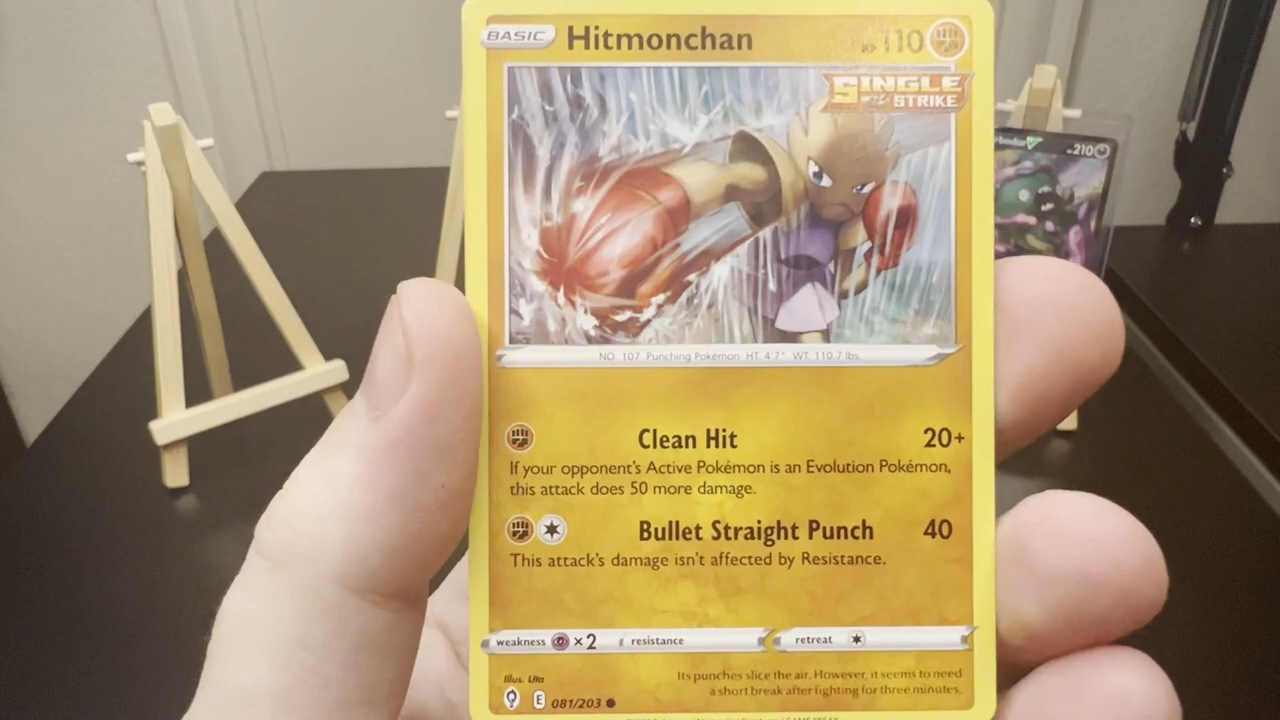 BASIC Hitmonchan HP 110
SINGLE
STRIKE
210
NO. 107 Punching Pokémon HT: 4'7" WT: 110.7 lbs.
Clean Hit 20+
If your opponent's Active Pokémon is an Evolution Pokémon,
this attack does 50 more damage.
Bullet Straight Punch 40
This attack's damage isn't affected by Resistance.
weakness ×2 resistance retreat
Illus. Uta
Its punches slice the air. However, it seems to need
a short break after fighting for three minutes.
E 081/203